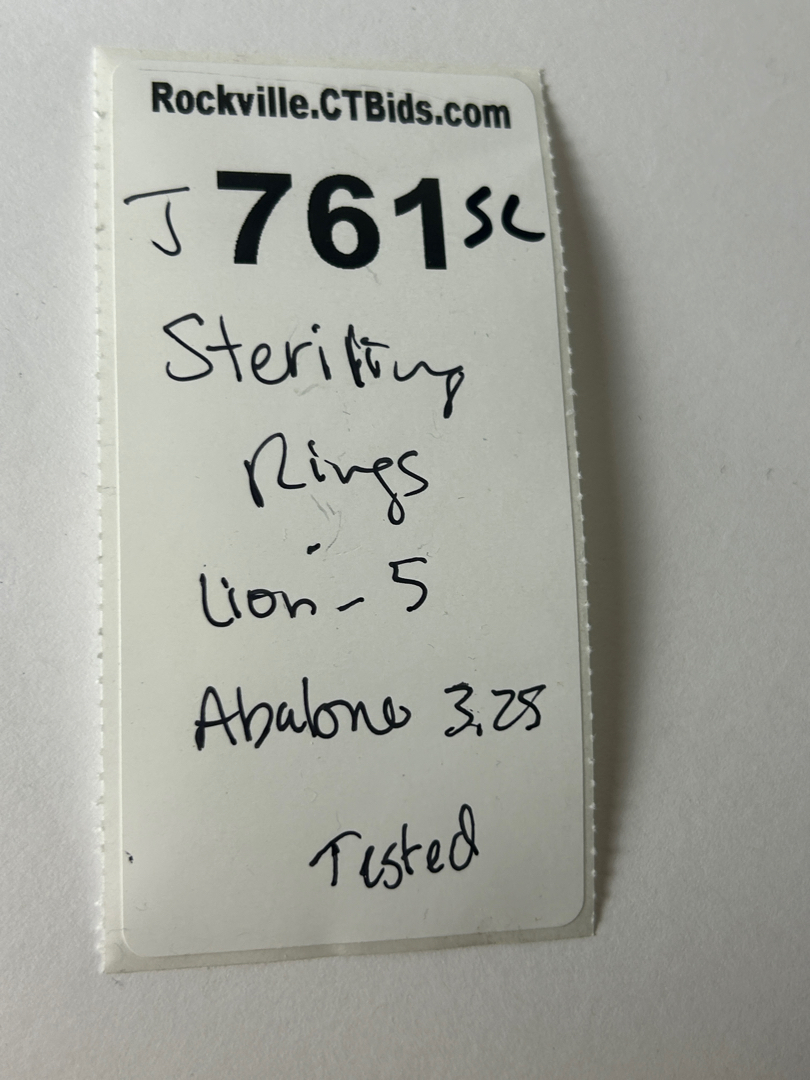 Rockville.CTBids.com
J 761 SC
Sterling
Rings
Lion - 5
Abalone 3.25
Tested